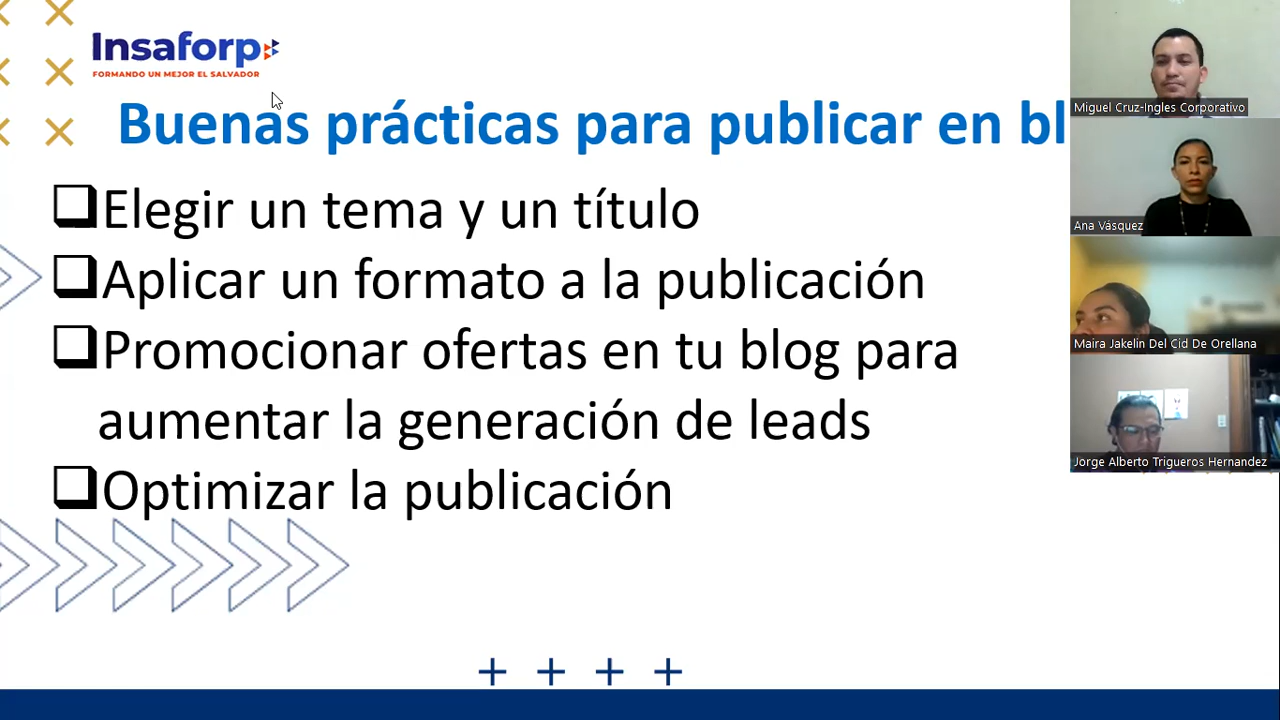 Insaforp
FORMANDO UN MEJOR EL SALVADOR
Buenas prácticas para publicar en bl
Elegir un tema y un título
Aplicar un formato a la publicación
Promocionar ofertas en tu blog para
aumentar la generación de leads
Optimizar la publicación
Miguel Cruz-Ingles Corporativo
Ana Vásquez
Maira Jakelin Del Cid De Orellana
Jorge Alberto Trigueros Hernandez